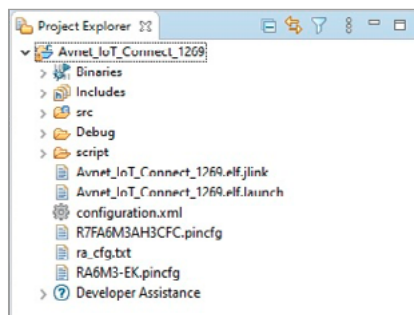 Project Explorer
Avnet_IoT_Connect_1269
Binaries
Includes
src
Debug
script
Avnet_IoT_Connect_1269.elf.jlink
Avnet_IoT_Connect_1269.elf.launch
configuration.xml
R7FA6M3AH3CFC.pincfg
ra_cfg.txt
RA6M3-EK.pincfg
Developer Assistance